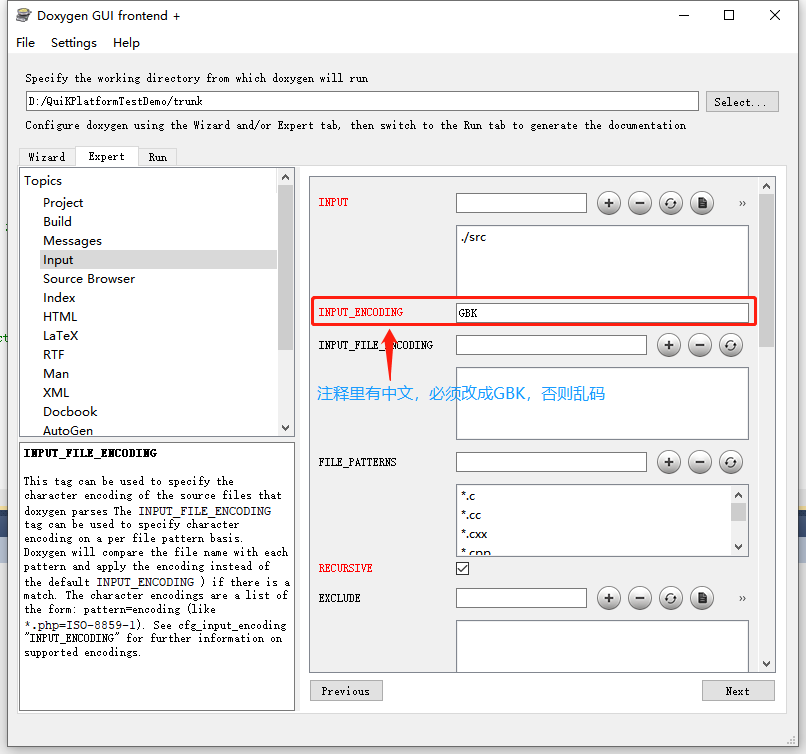 Doxygen GUI frontend +
File Settings Help
Specify the working directory from which doxygen will run
D:/QuiKPlatformTestDemo/trunk
Select...
Configure doxygen using the Wizard and/or Expert tab, then switch to the Run tab to generate the documentation
Wizard Expert Run
Topics
Project
Build
Messages
Input
Source Browser
Index
HTML
LaTeX
RTF
Man
XML
Docbook
AutoGen
INPUT_FILE_ENCODING
This tag can be used to specify the
character encoding of the source files that
doxygen parses The INPUT_FILE_ENCODING
tag can be used to specify character
encoding on a per file pattern basis.
Doxygen will compare the file name with each
pattern and apply the encoding instead of
the default INPUT_ENCODING ) if there is a
match. The character encodings are a list of
the form: pattern=encoding (like
*.php=ISO-8859-1). See cfg_input_encoding
"INPUT_ENCODING" for further information on
supported encodings.
INPUT
»
./src
INPUT_ENCODING
GBK
INPUT_FILE_ENCODING
注释里有中文，必须改成GBK，否则乱码
FILE_PATTERNS
*.c
*.cc
*.cxx
*.cpp
RECURSIVE
EXCLUDE
»
Previous
Next